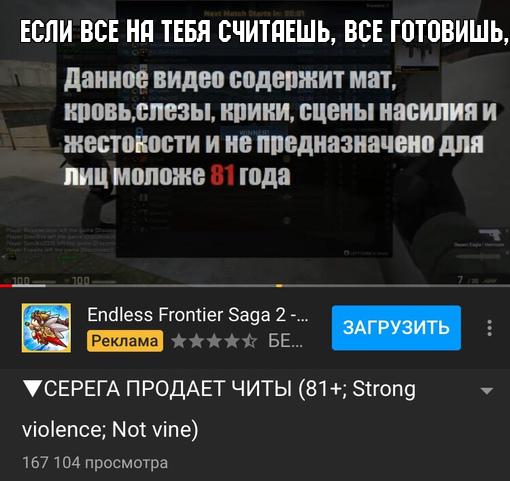 Next Match Starts In: 00:01
ЕСЛИ ВСЕ НА ТЕБЯ СЧИТАЕШЬ, ВСЕ ГОТОВИШЬ,
Данное видео содержит мат,
кровь,слезы, крики, сцены насилия и
WINNER!
жестокости и не предназначено для
лиц моложе 81 года
100 100 7
Endless Frontier Saga 2 -...
Реклама БЕ...
ЗАГРУЗИТЬ
▼СЕРЕГА ПРОДАЕТ ЧИТЫ (81+; Strong
violence; Not vine)
167 104 просмотра